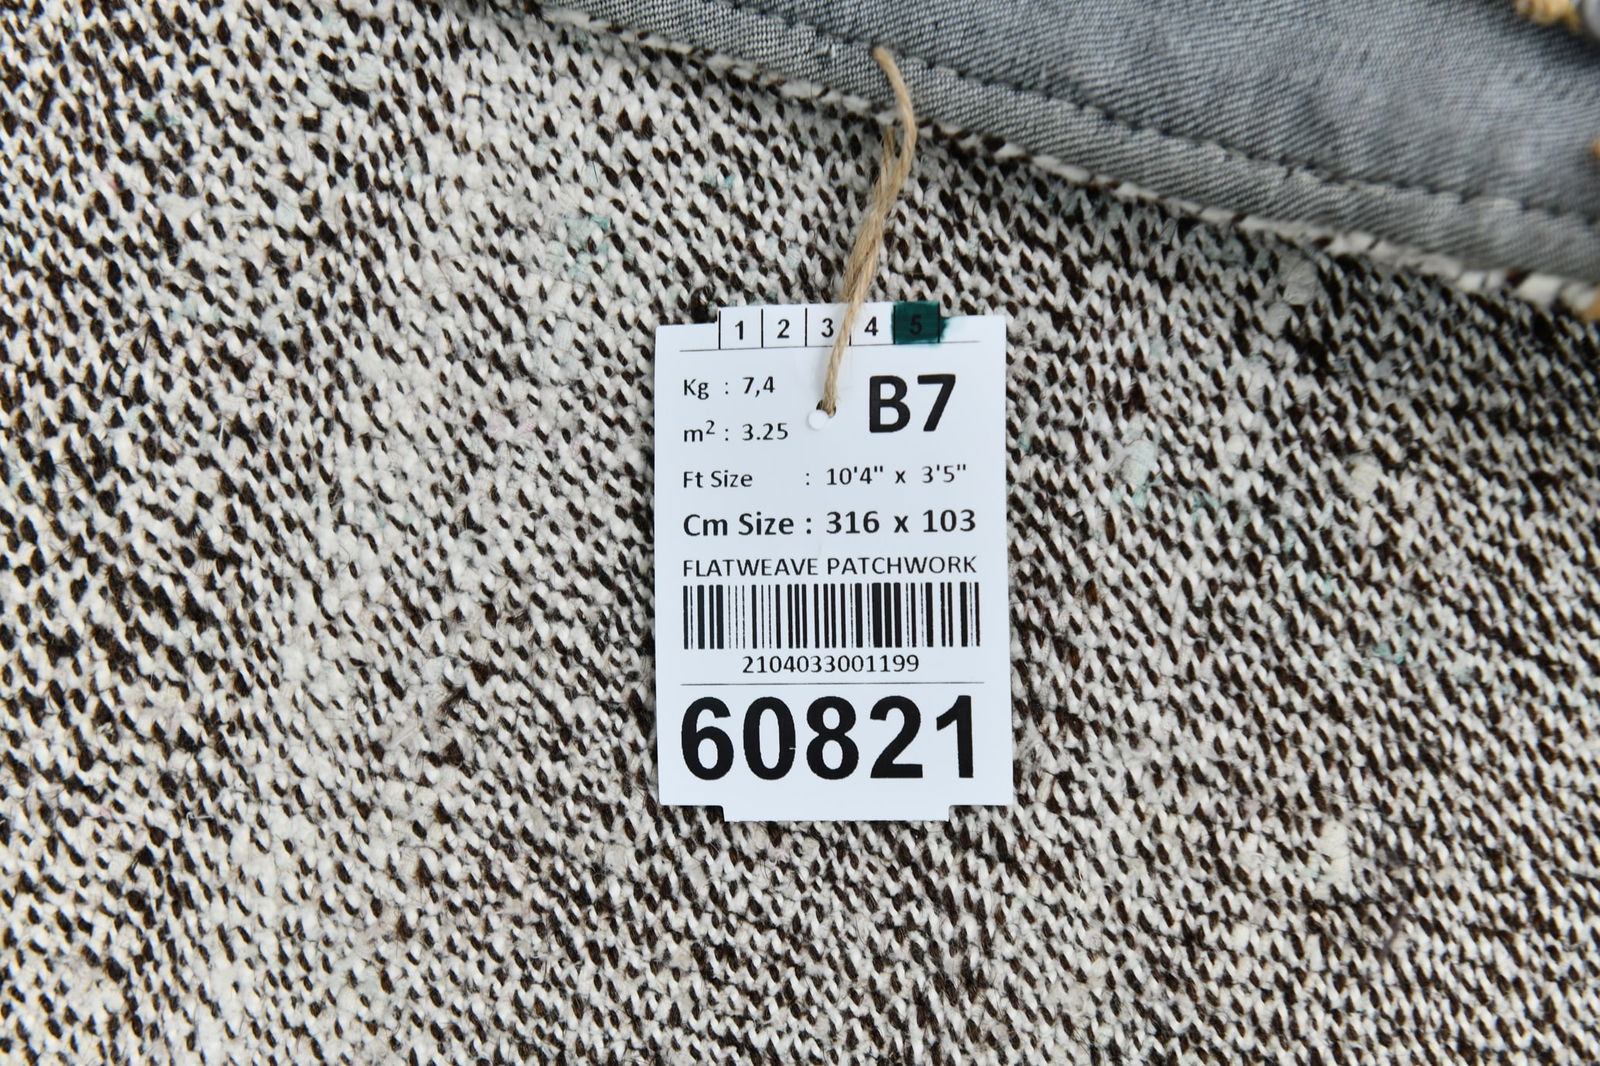 1 2 3 4 5
Kg : 7,4
B7
m² : 3.25
Ft Size : 10'4" x 3'5"
Cm Size : 316 x 103
FLATWEAVE PATCHWORK
2104033001199
60821